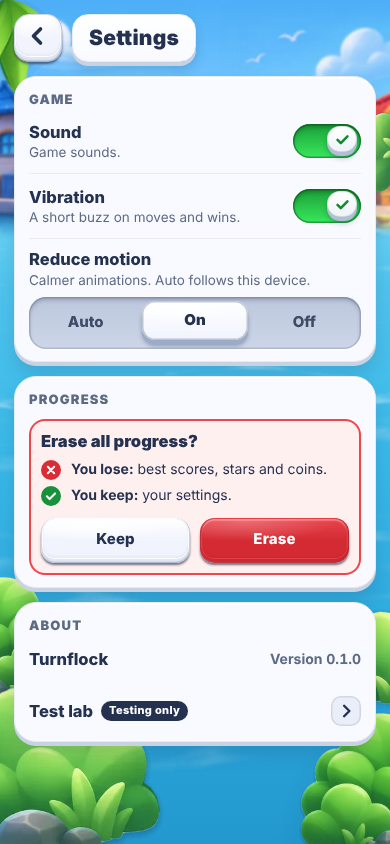 Settings
GAME
Sound
Game sounds.
Vibration
A short buzz on moves and wins.
Reduce motion
Calmer animations. Auto follows this device.
Auto On Off
PROGRESS
Erase all progress?
You lose: best scores, stars and coins.
You keep: your settings.
Keep Erase
ABOUT
Turnflock Version 0.1.0
Test lab Testing only